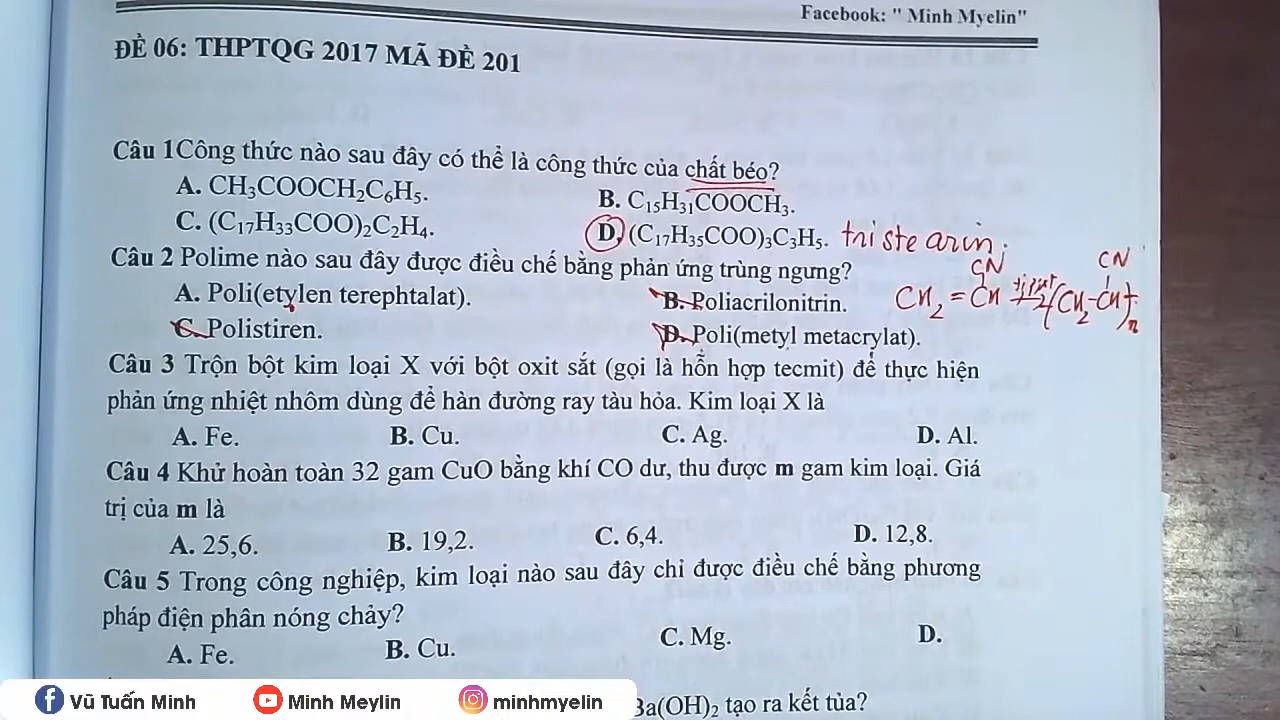 Facebook: " Minh Myelin"
ĐỀ 06: THPTQG 2017 MÃ ĐỀ 201
Câu 1Công thức nào sau đây có thể là công thức của chất béo?
A. CH₃COOCH₂C₆H₅. B. C₁₅H₃₁COOCH₃.
C. (C₁₇H₃₃COO)₂C₂H₄. D. (C₁₇H₃₅COO)₃C₃H₅. tristearin.
Câu 2 Polime nào sau đây được điều chế bằng phản ứng trùng ngưng?
CN CN
A. Poli(etylen terephtalat). B. Poliacrilonitrin. CH₂ = CH (CH₂-CH)n
C. Polistiren. D. Poli(metyl metacrylat).
Câu 3 Trộn bột kim loại X với bột oxit sắt (gọi là hỗn hợp tecmit) để thực hiện
phản ứng nhiệt nhôm dùng để hàn đường ray tàu hỏa. Kim loại X là
A. Fe. B. Cu. C. Ag. D. Al.
Câu 4 Khử hoàn toàn 32 gam CuO bằng khí CO dư, thu được m gam kim loại. Giá
trị của m là
A. 25,6. B. 19,2. C. 6,4. D. 12,8.
Câu 5 Trong công nghiệp, kim loại nào sau đây chỉ được điều chế bằng phương
pháp điện phân nóng chảy?
A. Fe. B. Cu. C. Mg. D.
Ba(OH)₂ tạo ra kết tủa?
Vũ Tuấn Minh Minh Meylin minhmyelin